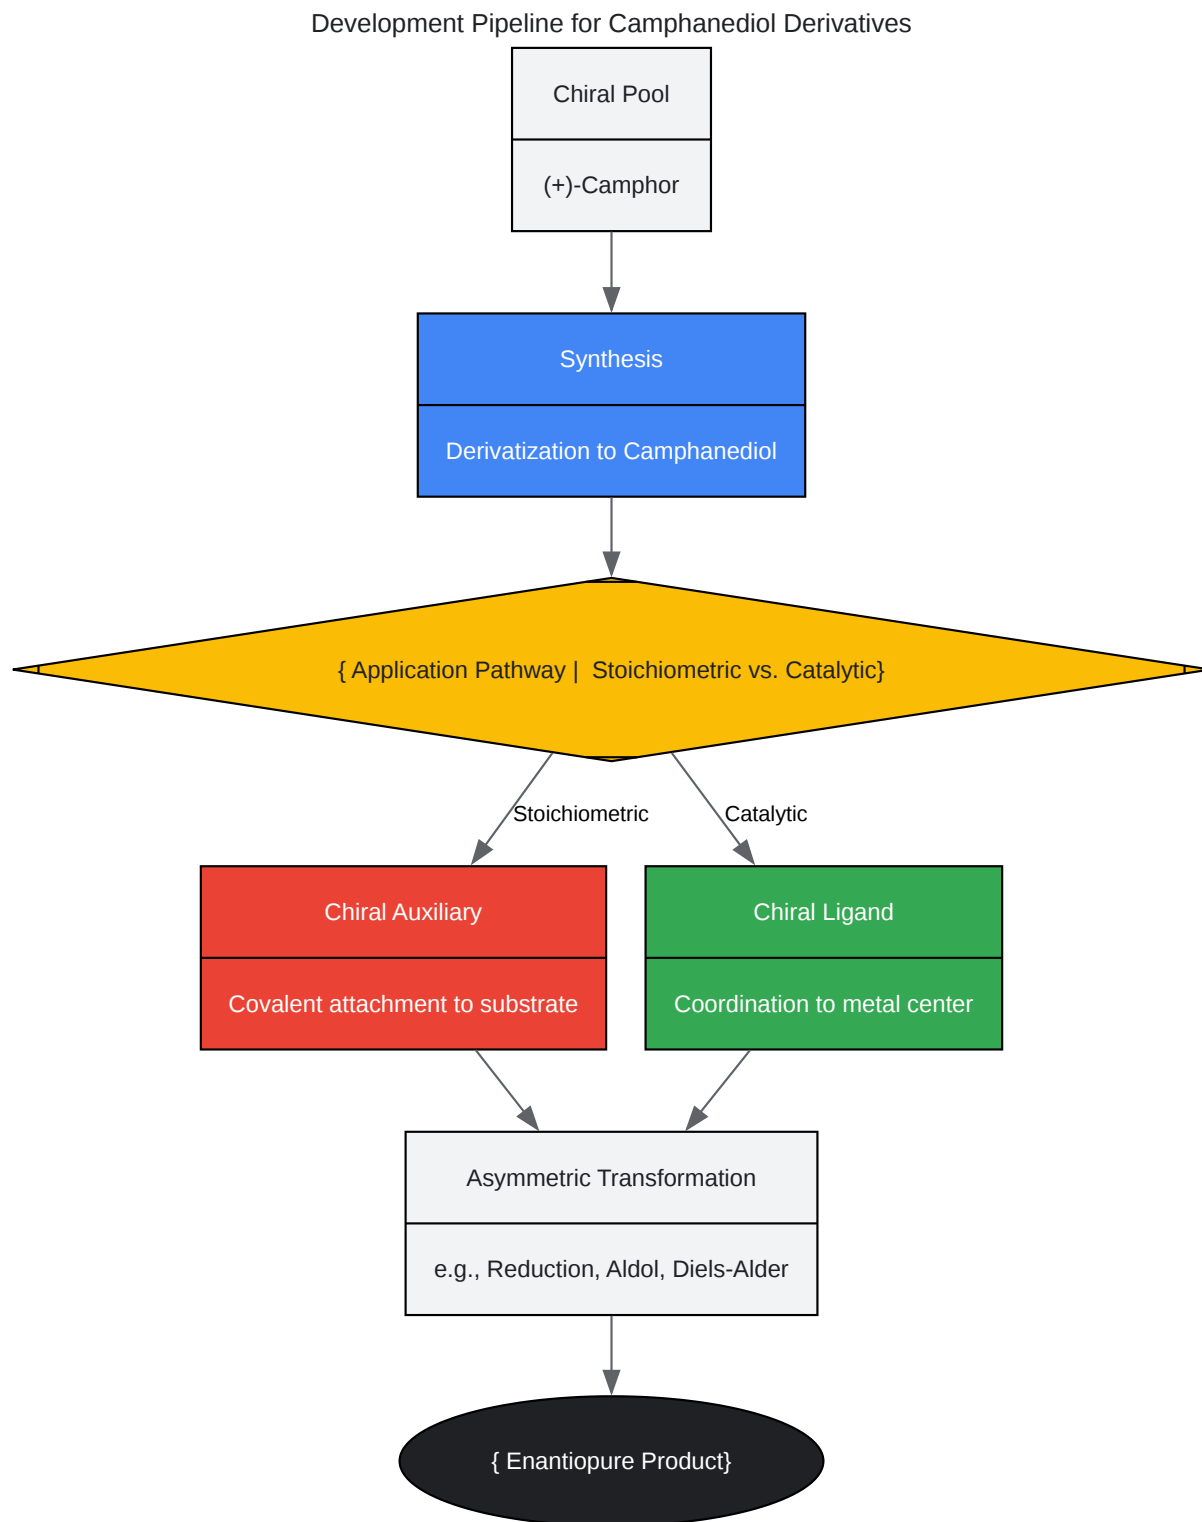 Development Pipeline for Camphanediol Derivatives
Chiral Pool
(+)-Camphor
Synthesis
Derivatization to Camphanediol
{ Application Pathway |  Stoichiometric vs. Catalytic}
Stoichiometric
Catalytic
Chiral Auxiliary
Covalent attachment to substrate
Chiral Ligand
Coordination to metal center
Asymmetric Transformation
e.g., Reduction, Aldol, Diels-Alder
{ Enantiopure Product}